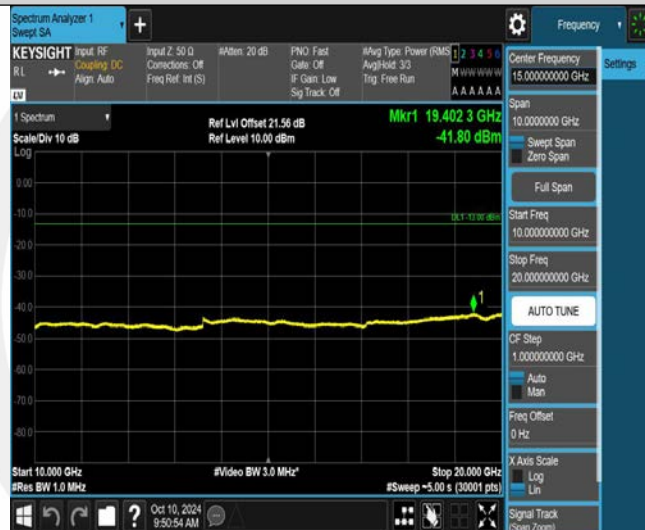 Spectrum Analyzer 1
Swept SA
+
Frequency
KEYSIGHT
RL
Input: RF
Coupling: DC
Align: Auto
Input Z: 50 Ω
Corrections: Off
Freq Ref: Int (S)
#Atten: 20 dB
PNO: Fast
Gate: Off
IF Gain: Low
Sig Track: Off
#Avg Type: Power (RMS
Avg|Hold: 3/3
Trig: Free Run
1 2 3 4 5 6
M W W W W W
A A A A A A
LXI
1 Spectrum
Scale/Div 10 dB
Log
Ref Lvl Offset 21.56 dB
Ref Level 10.00 dBm
Mkr1 19.402 3 GHz
-41.80 dBm
0.00
-10.0
DL1 -13.00 dBm
-20.0
-30.0
-40.0
1
-50.0
-60.0
-70.0
-80.0
Start 10.000 GHz
#Res BW 1.0 MHz
#Video BW 3.0 MHz*
Stop 20.000 GHz
#Sweep ~5.00 s (30001 pts)
?
Oct 10, 2024
9:50:54 AM
Center Frequency
15.000000000 GHz
Settings
Span
10.0000000 GHz
Swept Span
Zero Span
Full Span
Start Freq
10.000000000 GHz
Stop Freq
20.000000000 GHz
AUTO TUNE
CF Step
1.000000000 GHz
Auto
Man
Freq Offset
0 Hz
X Axis Scale
Log
Lin
Signal Track
(Span Zoom)